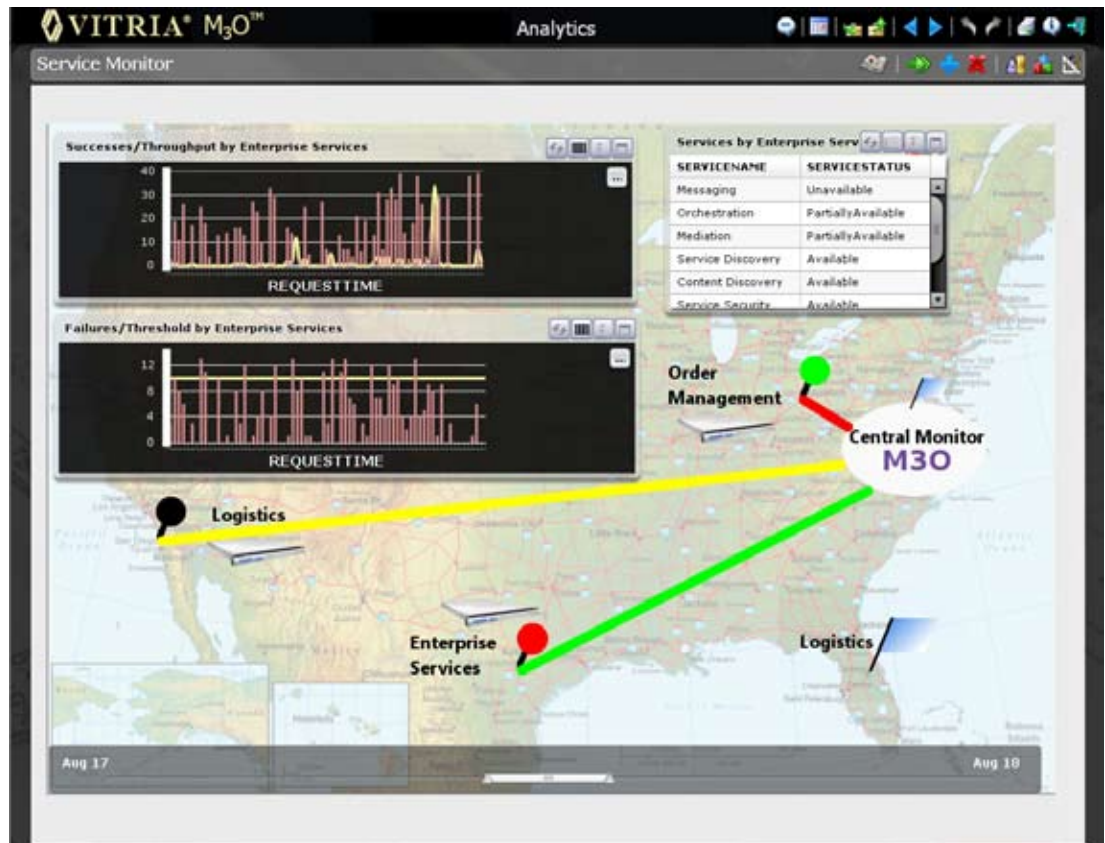 VITRIA® M3O™
Analytics
Service Monitor
Successes/Throughput by Enterprise Services
40
30
20
10
0
REQUESTTIME
...
Services by Enterprise Serv
SERVICENAME SERVICESTATUS
Messaging Unavailable
Orchestration PartiallyAvailable
Mediation PartiallyAvailable
Service Discovery Available
Content Discovery Available
Service Security Available
Failures/Threshold by Enterprise Services
12
8
4
0
REQUESTTIME
...
Order
Management
Central Monitor
M3O
Logistics
Enterprise
Services
Logistics
Aug 17
Aug 18